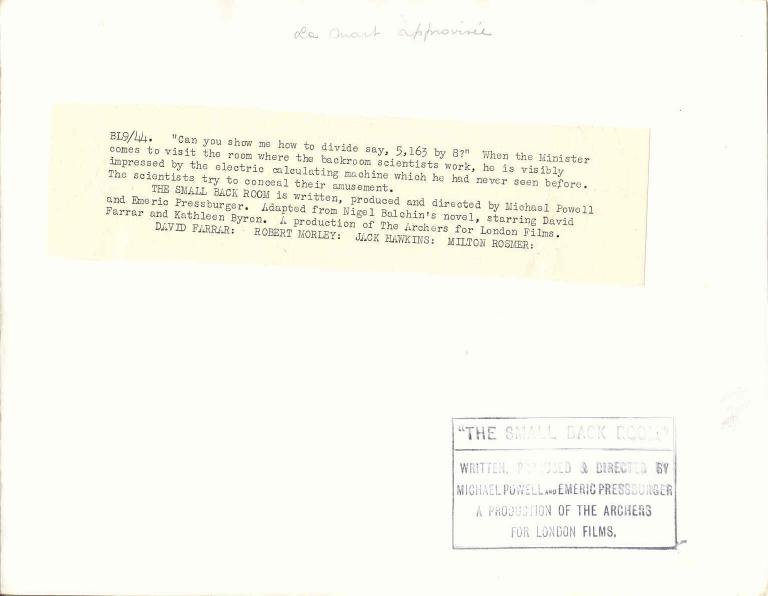 La mort apprivoisée
BL9/44. "Can you show me how to divide say, 5,163 by 8?" When the Minister
comes to visit the room where the backroom scientists work, he is visibly
impressed by the electric calculating machine which he had never seen before.
The scientists try to conceal their amusement.
THE SMALL BACK ROOM is written, produced and directed by Michael Powell
and Emeric Pressburger. Adapted from Nigel Balchin's novel, starring David
Farrar and Kathleen Byron. A production of The Archers for London Films.
DAVID FARRAR: ROBERT MORLEY: JACK HAWKINS: MILTON ROSMER:
"THE SMALL BACK ROOM"
WRITTEN, PRODUCED & DIRECTED BY
MICHAEL POWELL AND EMERIC PRESSBURGER
A PRODUCTION OF THE ARCHERS
FOR LONDON FILMS.